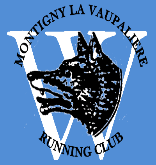 MONTIGNY LA VAUPALIERE
W
RUNNING CLUB